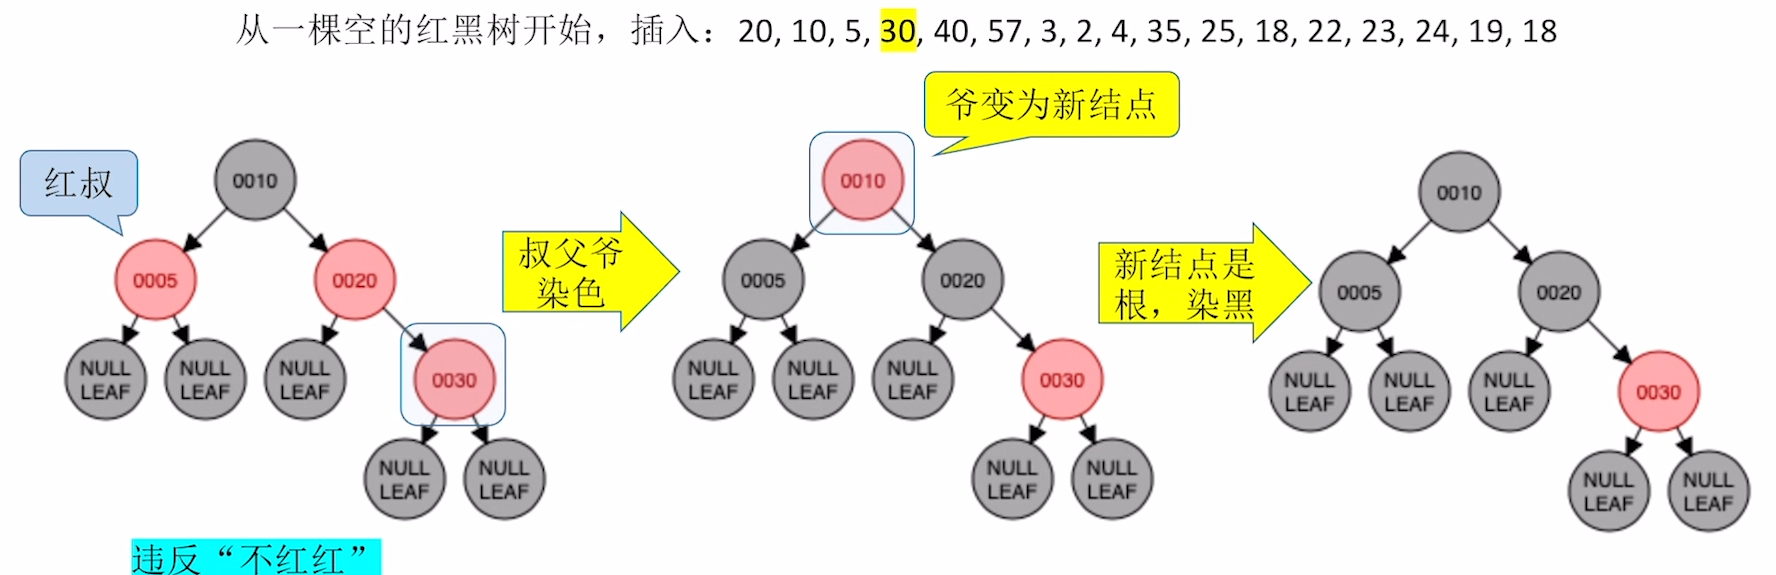 从一棵空的红黑树开始，插入：20, 10, 5, 30, 40, 57, 3, 2, 4, 35, 25, 18, 22, 23, 24, 19, 18
爷变为新结点
红叔
0010
0005
0020
NULL
LEAF
NULL
LEAF
NULL
LEAF
0030
NULL
LEAF
NULL
LEAF
违反“不红红”
叔父爷
染色
0010
0005
0020
NULL
LEAF
NULL
LEAF
NULL
LEAF
0030
NULL
LEAF
NULL
LEAF
新结点是
根，染黑
0010
0005
0020
NULL
LEAF
NULL
LEAF
NULL
LEAF
0030
NULL
LEAF
NULL
LEAF